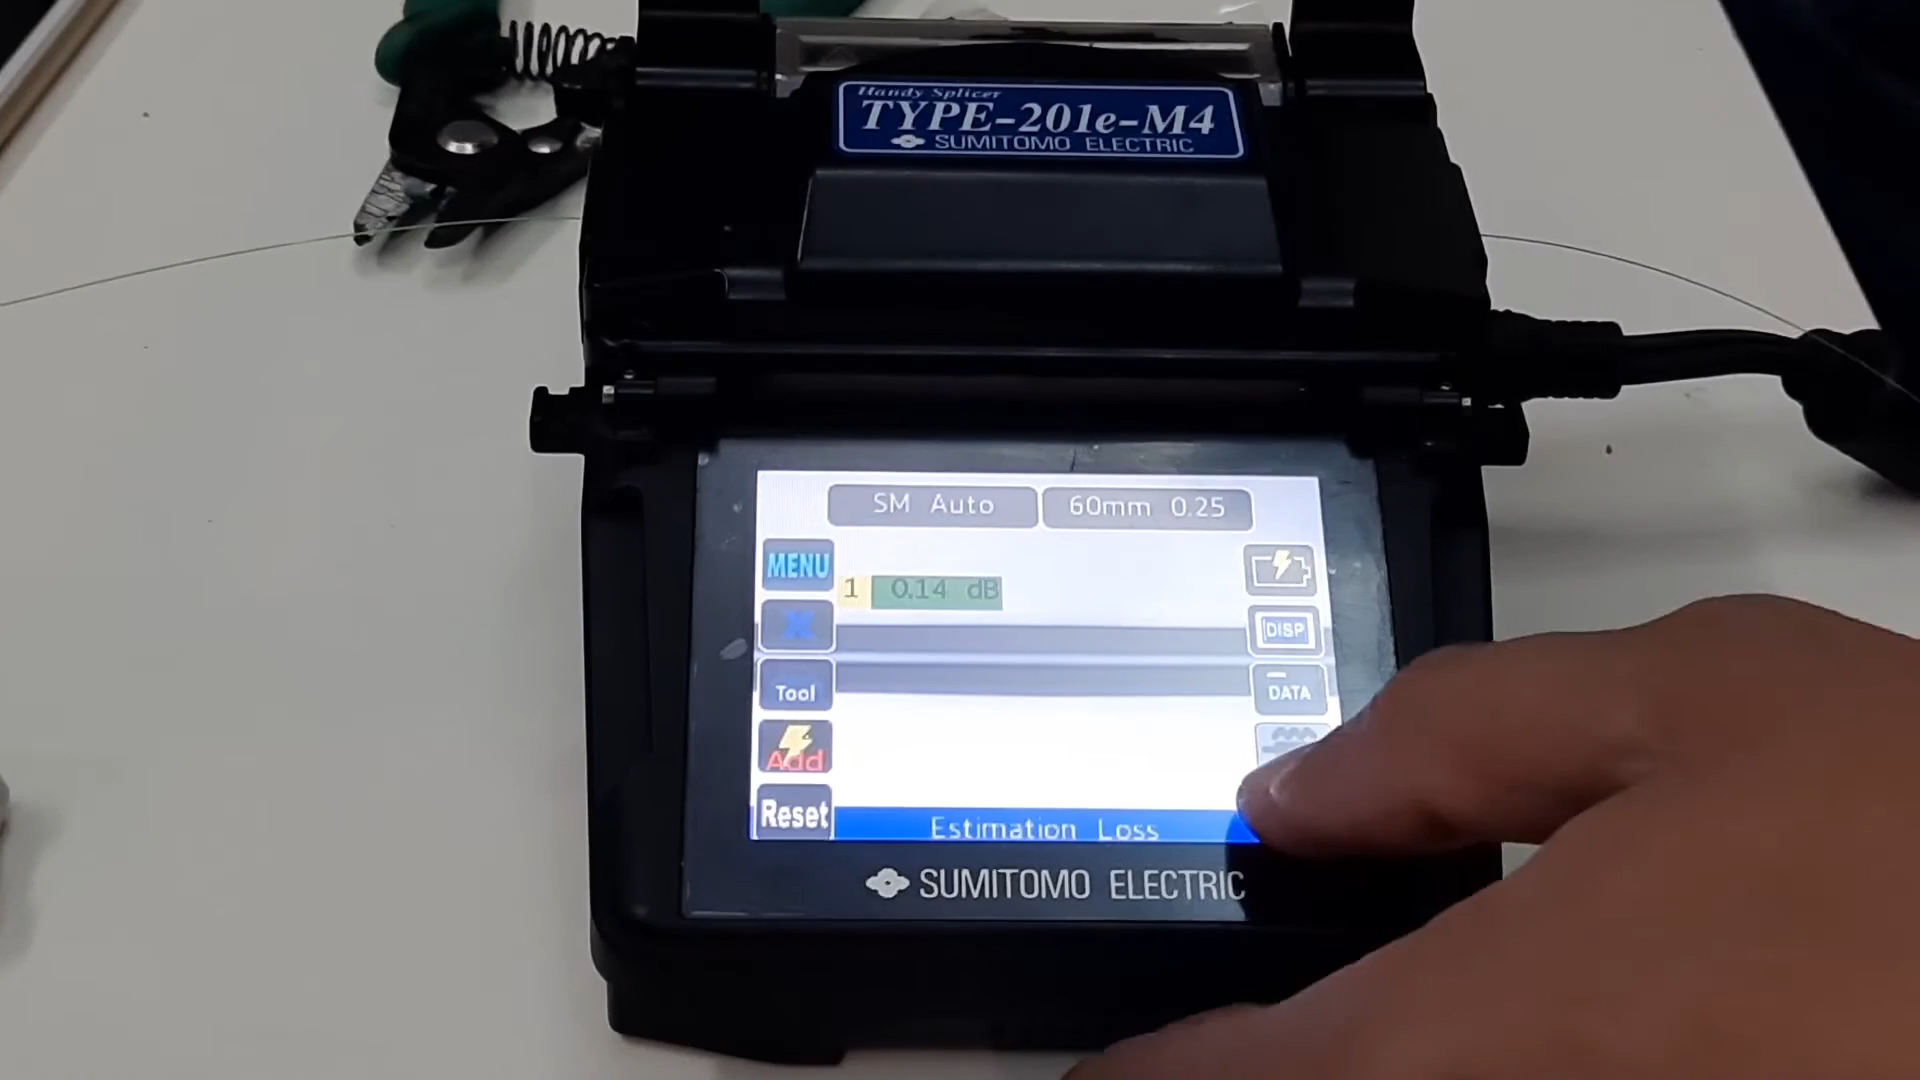 Handy Splicer
TYPE-201e-M4
SUMITOMO ELECTRIC
SM Auto
60mm 0.25
MENU
1 0.14 dB
DISP
Tool
DATA
Add
Reset
Estimation Loss
SUMITOMO ELECTRIC